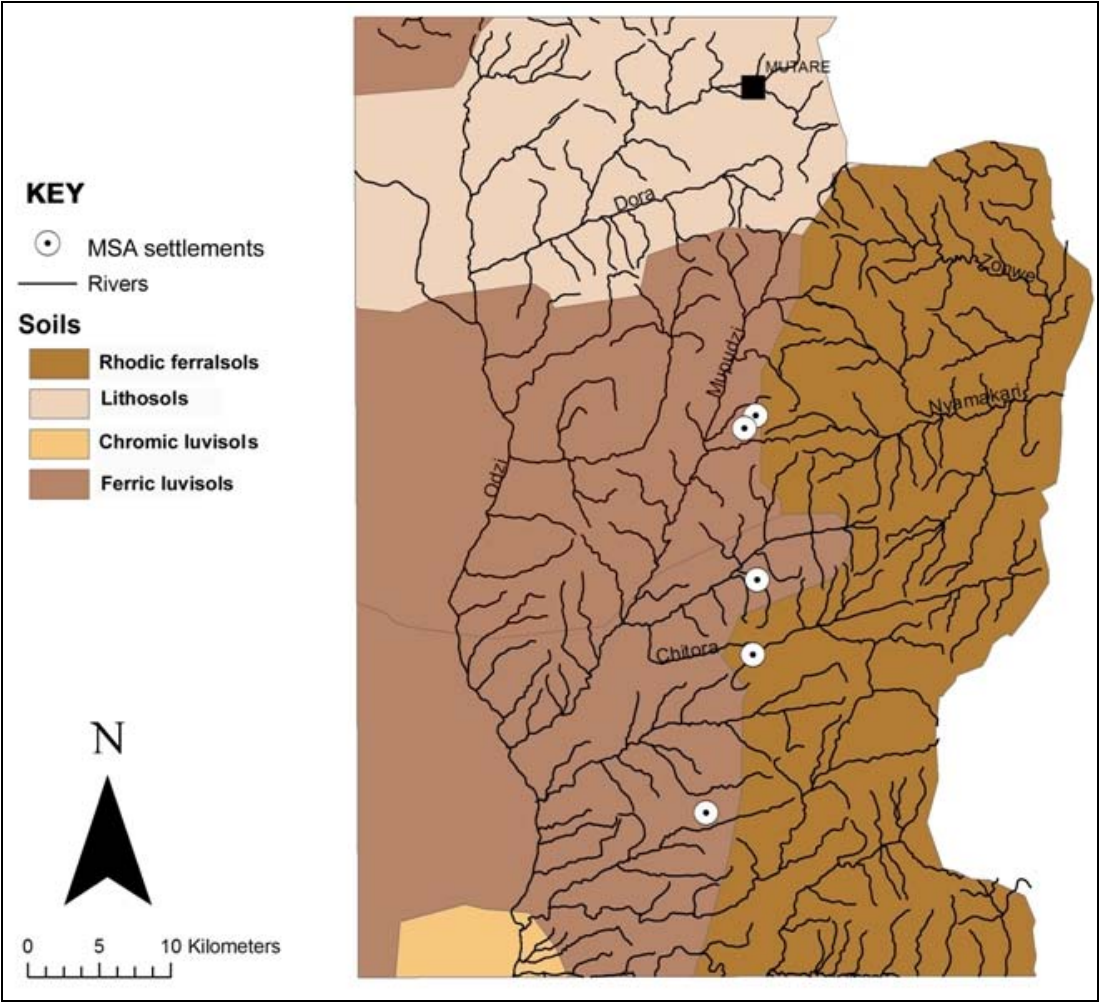 MUTARE
KEY
MSA settlements
Rivers
Soils
Rhodic ferralsols
Lithosols
Chromic luvisols
Ferric luvisols
Dora
Zonwe
Munudzi
Nyamakari
Odzi
Chitora
N
0 5 10 Kilometers